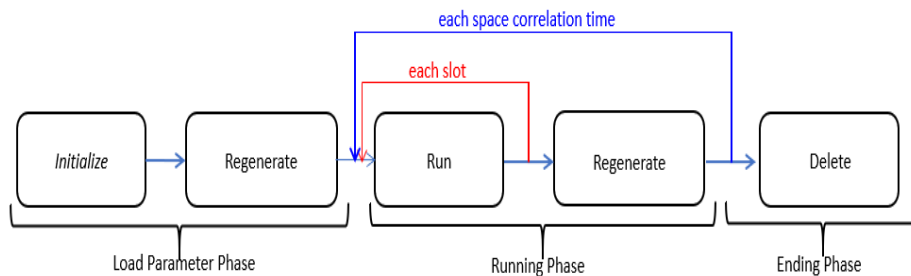 each space correlation time
each slot
Initialize
Regenerate
Run
Regenerate
Delete
Load Parameter Phase
Running Phase
Ending Phase